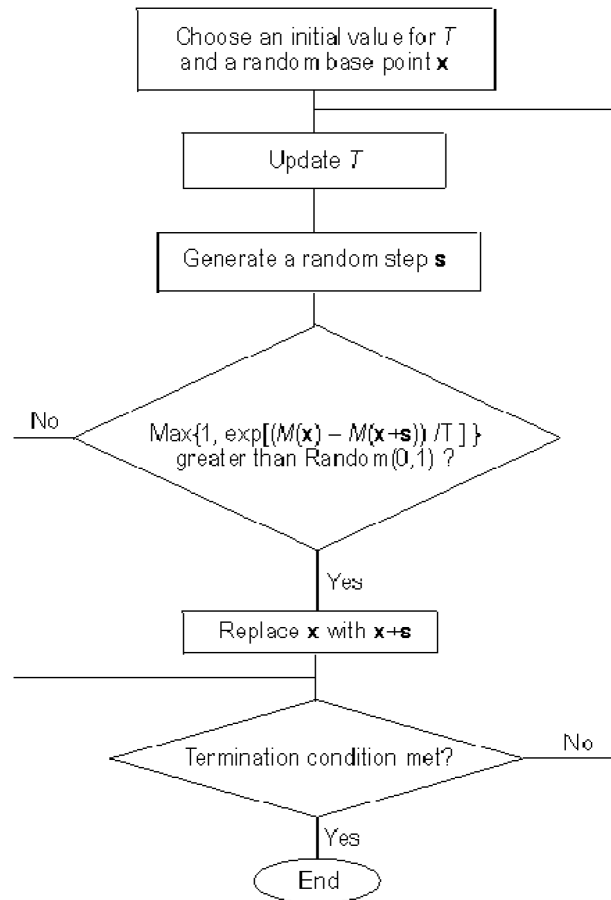 Choose an initial value for T
and a random base point x
Update T
Generate a random step s
No
Max{1, exp[(M(x) – M(x+s)) /T ] }
greater than Random(0,1) ?
Yes
Replace x with x+s
Termination condition met?
No
Yes
End